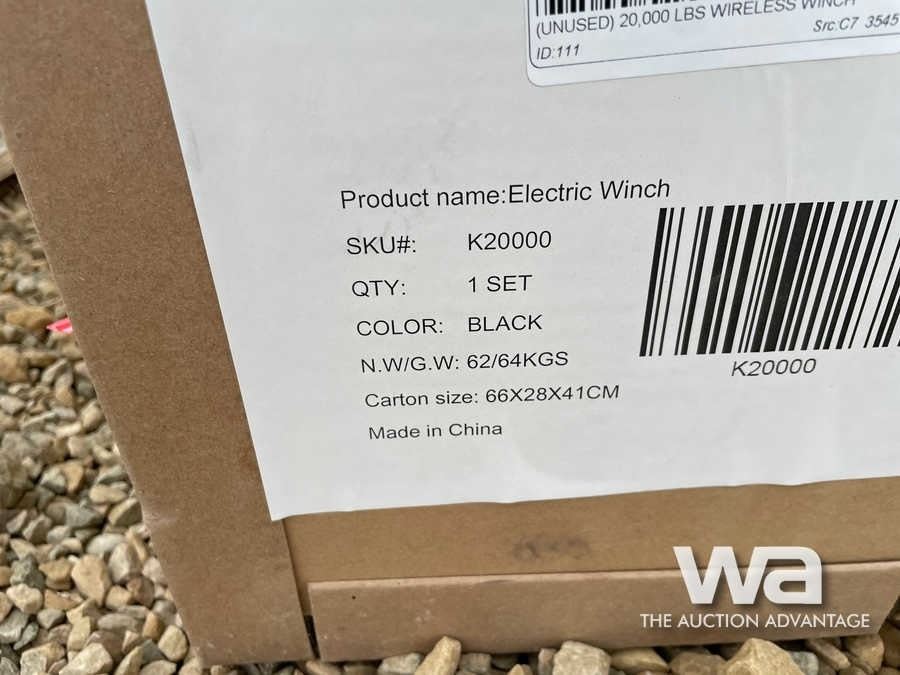 (UNUSED) 20,000 LBS WIRELESS WINCH
Src:C7 3545
ID:111
Product name:Electric Winch
SKU#: K20000
QTY: 1 SET
COLOR: BLACK
N.W/G.W: 62/64KGS
Carton size: 66X28X41CM
Made in China
K20000
wa
THE AUCTION ADVANTAGE